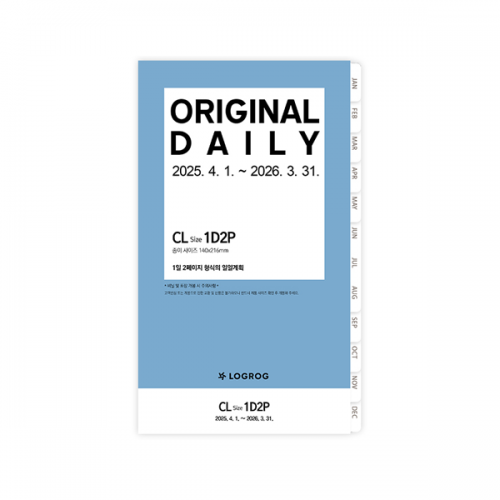 ORIGINAL
DAILY
2025. 4. 1. ~ 2026. 3. 31.
CL Size 1D2P
종이 사이즈 140x216mm
1일 2페이지 형식의 일일계획
LOGROG
CL Size 1D2P
2025. 4. 1. ~ 2026. 3. 31.
JAN
FEB
MAR
APR
MAY
JUN
JUL
AUG
SEP
OCT
NOV
DEC